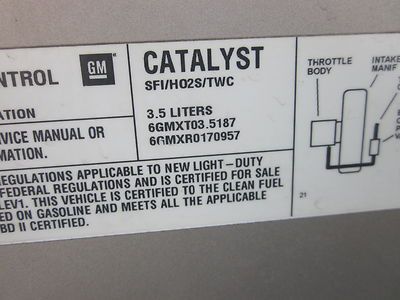 NTROL
GM
CATALYST
SFI/HO2S/TWC
ATION
3.5 LITERS
6GMXT03.5187
6GMXR0170957
VICE MANUAL OR
MATION.
REGULATIONS APPLICABLE TO NEW LIGHT-DUTY
FEDERAL REGULATIONS AND IS CERTIFIED FOR SALE
LEV1. THIS VEHICLE IS CERTIFIED TO THE CLEAN FUEL
ED ON GASOLINE AND MEETS ALL THE APPLICABLE
BD II CERTIFIED.
THROTTLE
BODY
INTAKE
MANIF
21